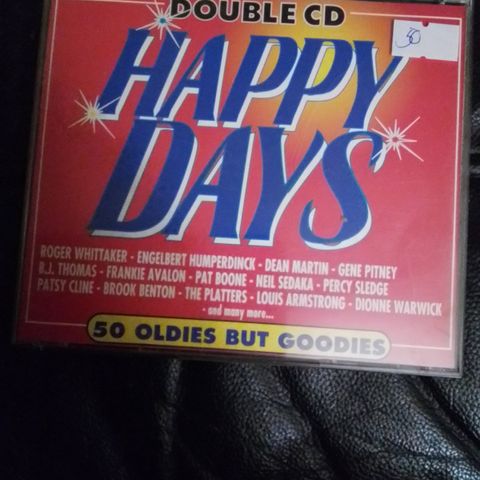 DOUBLE CD
50
HAPPY
DAYS
ROGER WHITTAKER - ENGELBERT HUMPERDINCK - DEAN MARTIN - GENE PITNEY
B.J. THOMAS - FRANKIE AVALON - PAT BOONE - NEIL SEDAKA - PERCY SLEDGE
PATSY CLINE - BROOK BENTON - THE PLATTERS - LOUIS ARMSTRONG - DIONNE WARWICK
- and many more...
50 OLDIES BUT GOODIES